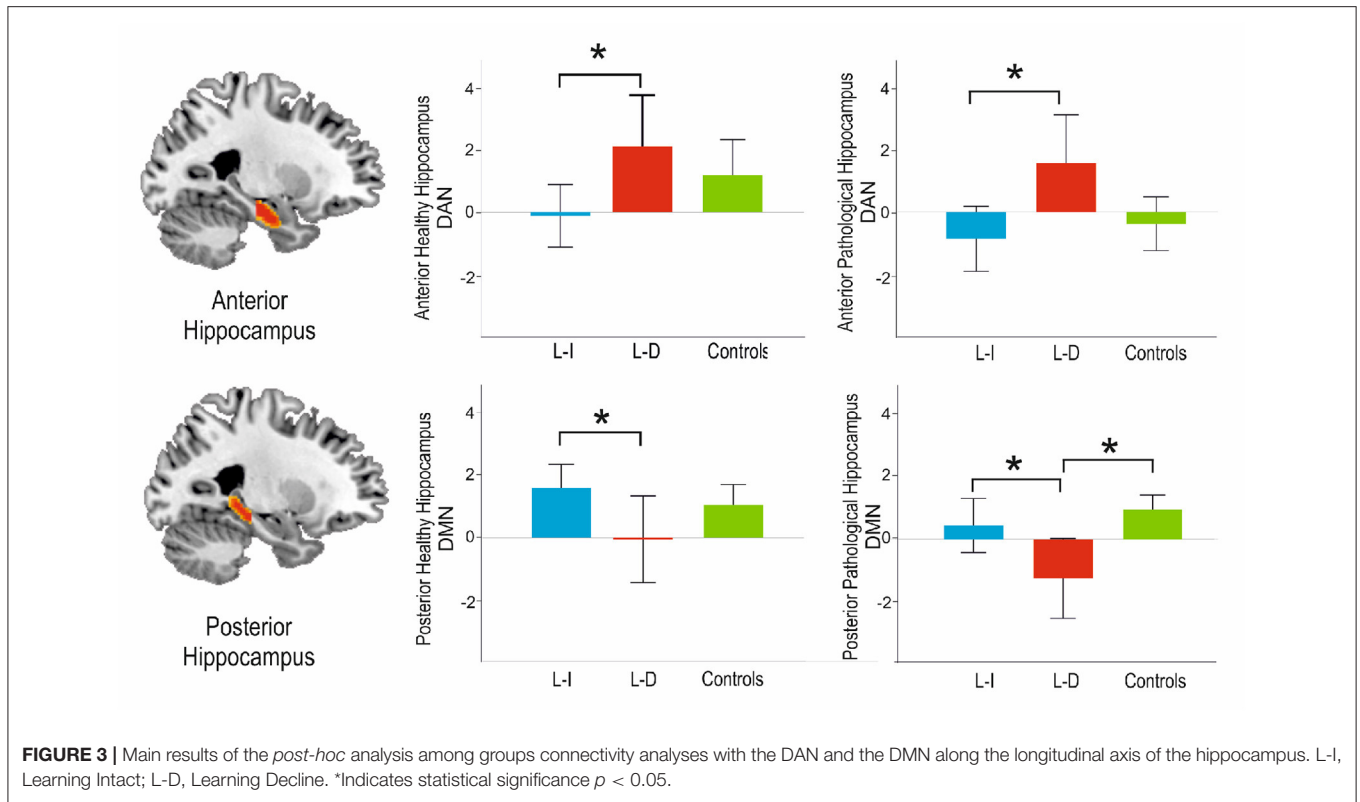 Anterior
Hippocampus
Anterior Healthy Hippocampus
DAN
4
2
0
-2
*
L-I L-D Controls
Anterior Pathological Hippocampus
DAN
4
2
0
-2
*
L-I L-D Controls
Posterior
Hippocampus
Posterior Healthy Hippocampus
DMN
4
2
0
-2
*
L-I L-D Controls
Posterior Pathological Hippocampus
DMN
4
2
0
-2
* *
L-I L-D Controls
FIGURE 3 | Main results of the post-hoc analysis among groups connectivity analyses with the DAN and the DMN along the longitudinal axis of the hippocampus. L-I,
Learning Intact; L-D, Learning Decline. *Indicates statistical significance p < 0.05.